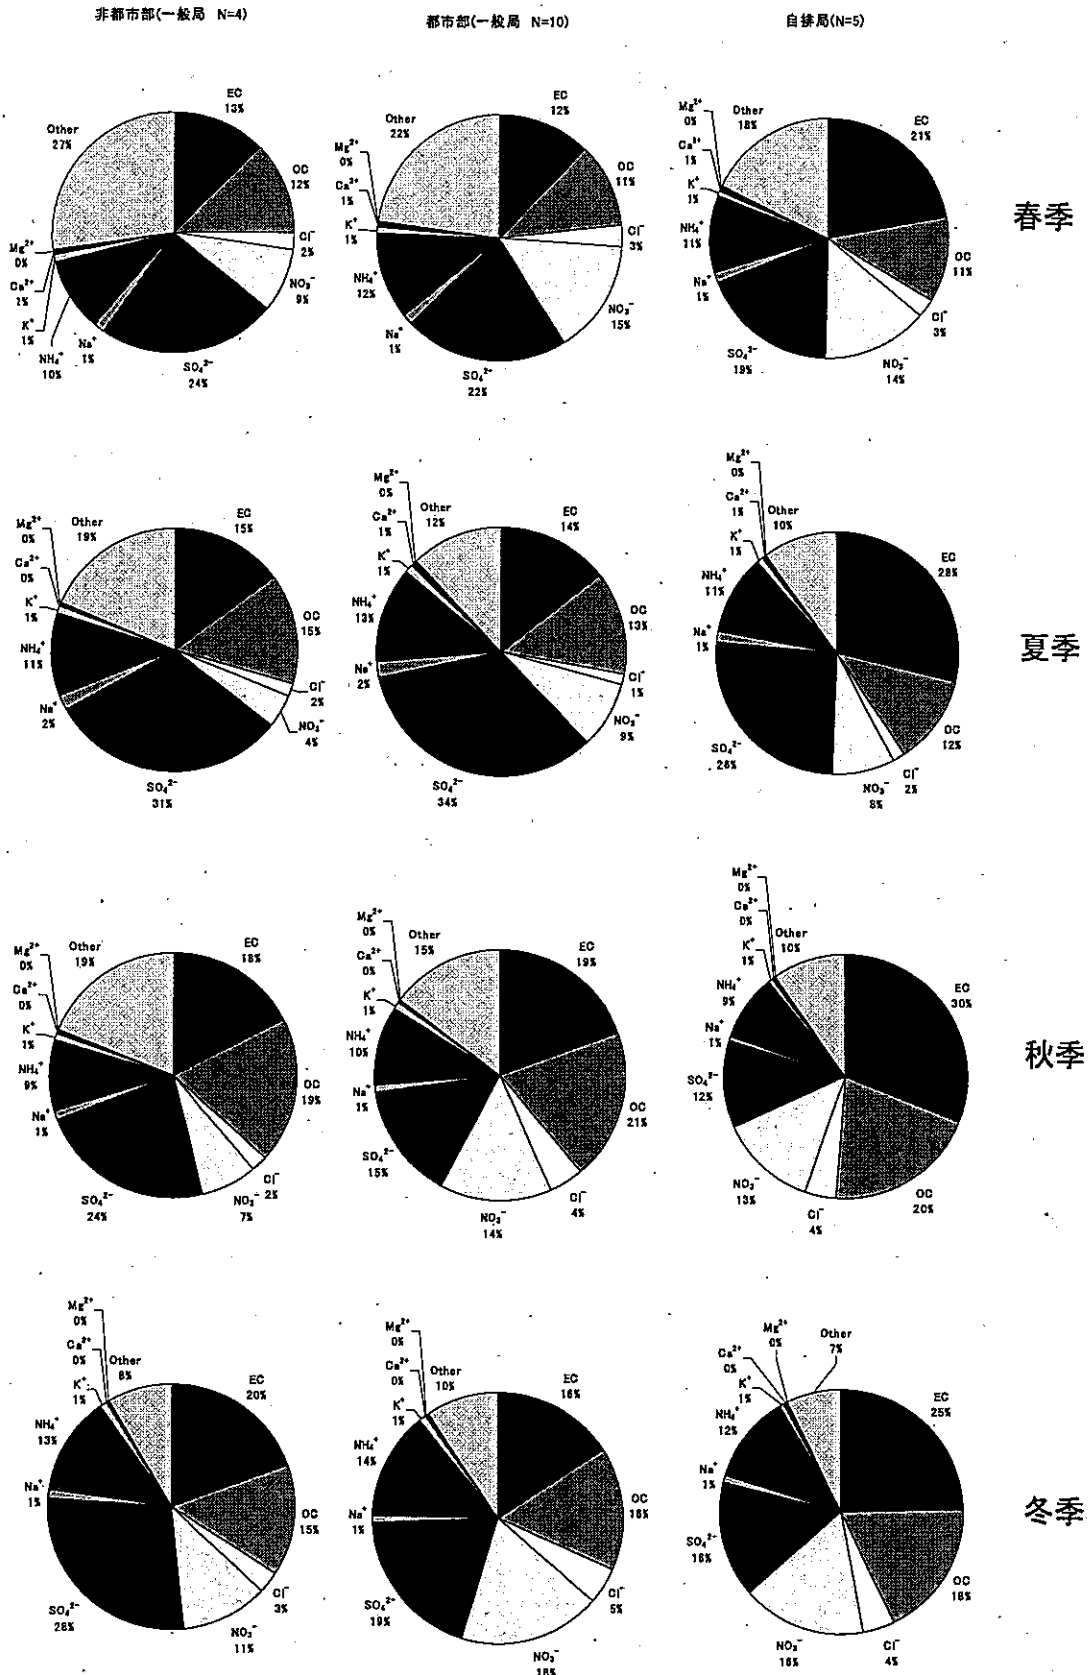 非都市部(一般局 N=4)
都市部(一般局 N=10)
自排局(N=5)
EC
13%
OC
12%
Cl⁻
2%
NO₃⁻
9%
SO₄²⁻
24%
Na⁺
1%
NH₄⁺
10%
K⁺
1%
Ca²⁺
1%
Mg²⁺
0%
Other
27%
EC
12%
OC
11%
Cl⁻
3%
NO₃⁻
15%
SO₄²⁻
22%
Na⁺
1%
NH₄⁺
12%
K⁺
1%
Ca²⁺
1%
Mg²⁺
0%
Other
22%
EC
21%
OC
11%
Cl⁻
3%
NO₃⁻
14%
SO₄²⁻
19%
Na⁺
1%
NH₄⁺
11%
K⁺
1%
Ca²⁺
1%
Mg²⁺
0%
Other
18%
春季
EC
15%
OC
15%
Cl⁻
2%
NO₃⁻
4%
SO₄²⁻
31%
Na⁺
2%
NH₄⁺
11%
K⁺
1%
Ca²⁺
0%
Mg²⁺
0%
Other
19%
EC
14%
OC
13%
Cl⁻
1%
NO₃⁻
9%
SO₄²⁻
34%
Na⁺
2%
NH₄⁺
13%
K⁺
1%
Ca²⁺
1%
Mg²⁺
0%
Other
12%
EC
28%
OC
12%
Cl⁻
2%
NO₃⁻
8%
SO₄²⁻
26%
Na⁺
1%
NH₄⁺
11%
K⁺
1%
Ca²⁺
1%
Mg²⁺
0%
Other
10%
夏季
EC
18%
OC
19%
Cl⁻
2%
NO₃⁻
7%
SO₄²⁻
24%
Na⁺
1%
NH₄⁺
9%
K⁺
1%
Ca²⁺
0%
Mg²⁺
0%
Other
19%
EC
19%
OC
21%
Cl⁻
4%
NO₃⁻
14%
SO₄²⁻
15%
Na⁺
1%
NH₄⁺
10%
K⁺
1%
Ca²⁺
0%
Mg²⁺
0%
Other
15%
EC
30%
OC
20%
Cl⁻
4%
NO₃⁻
13%
SO₄²⁻
12%
Na⁺
1%
NH₄⁺
9%
K⁺
1%
Ca²⁺
0%
Mg²⁺
0%
Other
10%
秋季
EC
20%
OC
15%
Cl⁻
3%
NO₃⁻
11%
SO₄²⁻
28%
Na⁺
1%
NH₄⁺
13%
K⁺
1%
Ca²⁺
0%
Mg²⁺
0%
Other
8%
EC
16%
OC
16%
Cl⁻
5%
NO₃⁻
18%
SO₄²⁻
19%
Na⁺
1%
NH₄⁺
14%
K⁺
1%
Ca²⁺
0%
Mg²⁺
0%
Other
10%
EC
25%
OC
18%
Cl⁻
4%
NO₃⁻
16%
SO₄²⁻
16%
Na⁺
1%
NH₄⁺
12%
K⁺
1%
Ca²⁺
0%
Mg²⁺
0%
Other
7%
冬季